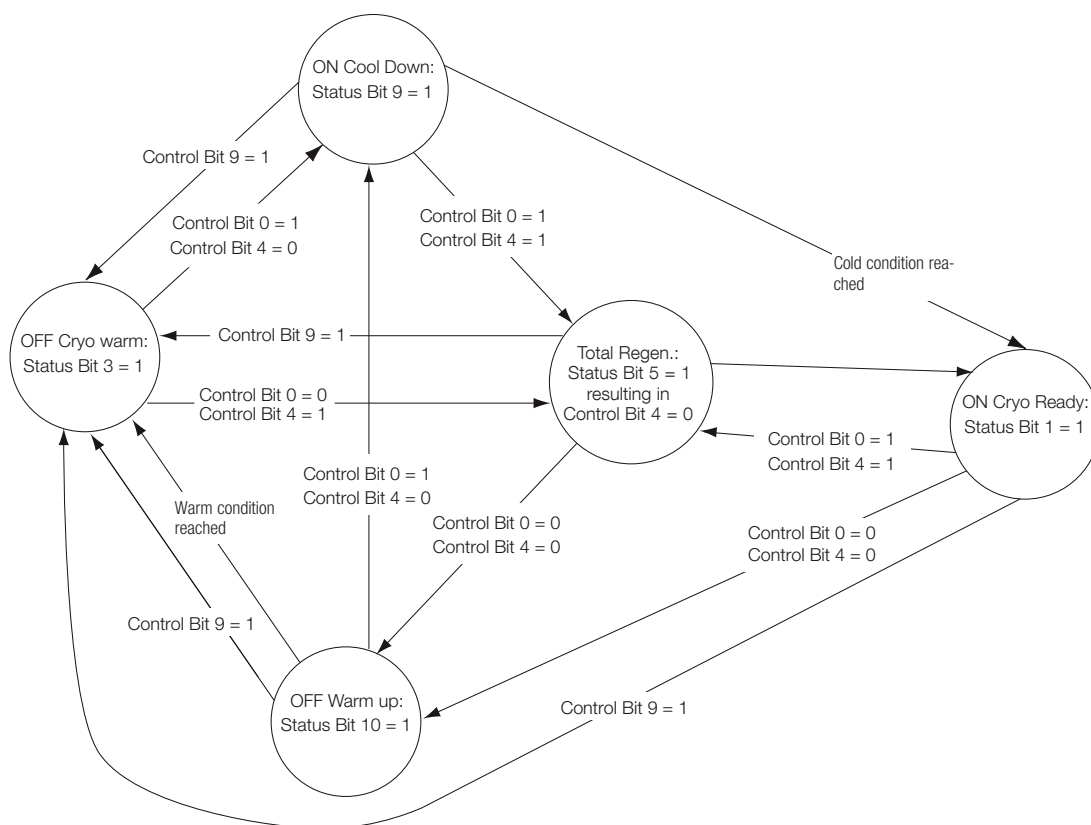 ON Cool Down:
Status Bit 9 = 1
Control Bit 9 = 1
Control Bit 0 = 1
Control Bit 4 = 0
Control Bit 0 = 1
Control Bit 4 = 1
Cold condition rea-
ched
OFF Cryo warm:
Status Bit 3 = 1
Control Bit 9 = 1
Total Regen.:
Status Bit 5 = 1
resulting in
Control Bit 4 = 0
Control Bit 0 = 0
Control Bit 4 = 1
ON Cryo Ready:
Status Bit 1 = 1
Control Bit 0 = 1
Control Bit 4 = 1
Control Bit 0 = 1
Control Bit 4 = 0
Warm condition
reached
Control Bit 0 = 0
Control Bit 4 = 0
Control Bit 0 = 0
Control Bit 4 = 0
Control Bit 9 = 1
OFF Warm up:
Status Bit 10 = 1
Control Bit 9 = 1